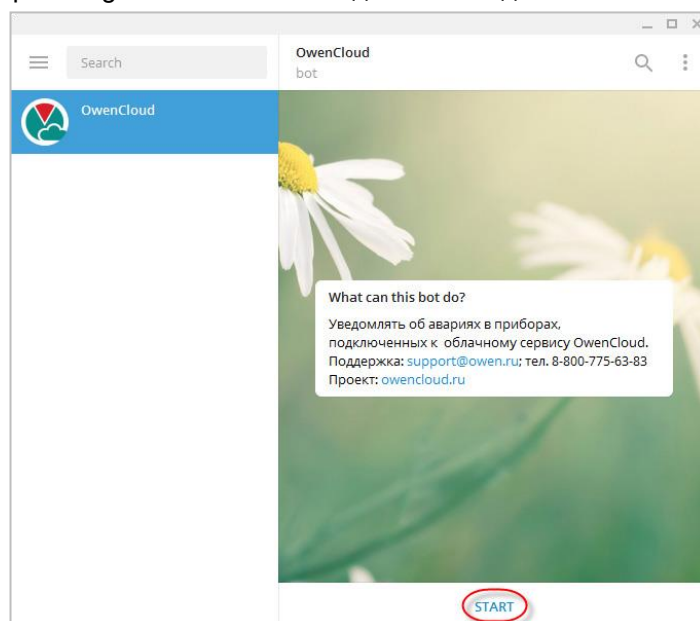 Search
OwenCloud
OwenCloud
bot
What can this bot do?
Уведомлять об авариях в приборах,
подключенных к облачному сервису OwenCloud.
Поддержка: support@owen.ru; тел. 8-800-775-63-83
Проект: owencloud.ru
START